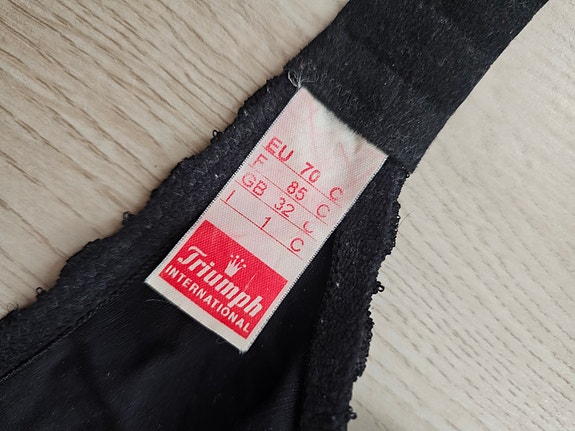 EU 70 C
F 85 C
GB 32 C
I 1 C
Triumph
INTERNATIONAL